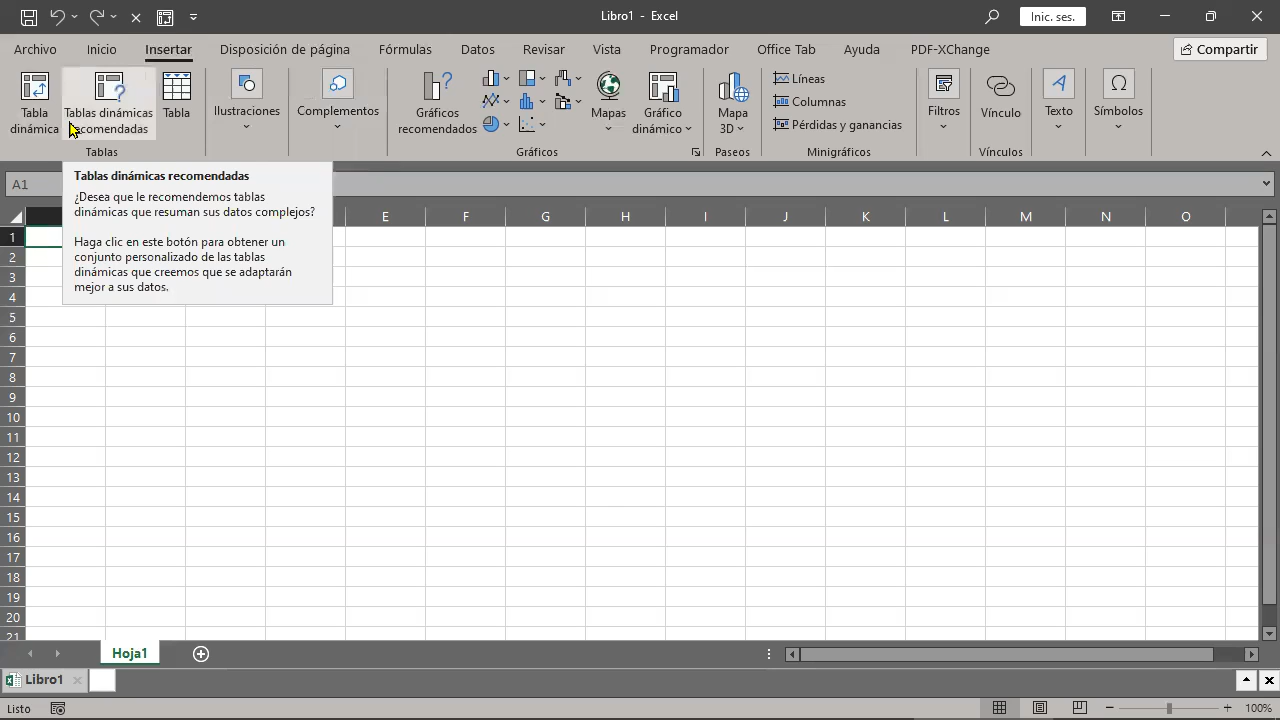 Libro1 - Excel
Inic. ses.
Archivo Inicio Insertar Disposición de página Fórmulas Datos Revisar Vista Programador Office Tab Ayuda PDF-XChange Compartir
Tabla dinámica
Tablas dinámicas recomendadas
Tabla
Ilustraciones
Complementos
Gráficos recomendados
Mapas
Gráfico dinámico
Mapa 3D
Líneas
Columnas
Pérdidas y ganancias
Filtros
Vínculo
Texto
Símbolos
Tablas Gráficos Paseos Minigráficos Vínculos
A1
Tablas dinámicas recomendadas
¿Desea que le recomendemos tablas
dinámicas que resuman sus datos complejos?
Haga clic en este botón para obtener un
conjunto personalizado de las tablas
dinámicas que creemos que se adaptarán
mejor a sus datos.
E F G H I J K L M N O
1
2
3
4
5
6
7
8
9
10
11
12
13
14
15
16
17
18
19
20
21
Hoja1
Libro1
Listo
100%